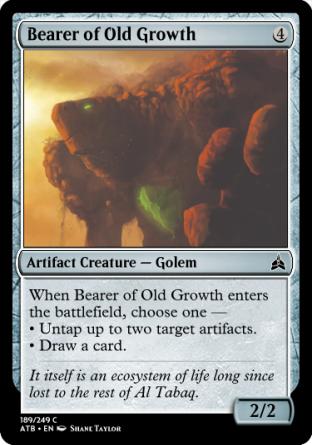 Bearer of Old Growth 4
Artifact Creature — Golem
When Bearer of Old Growth enters
the battlefield, choose one —
• Untap up to two target artifacts.
• Draw a card.
It itself is an ecosystem of life long since
lost to the rest of Al Tabaq.
2/2
189/249 C
ATB • EN Shane Taylor